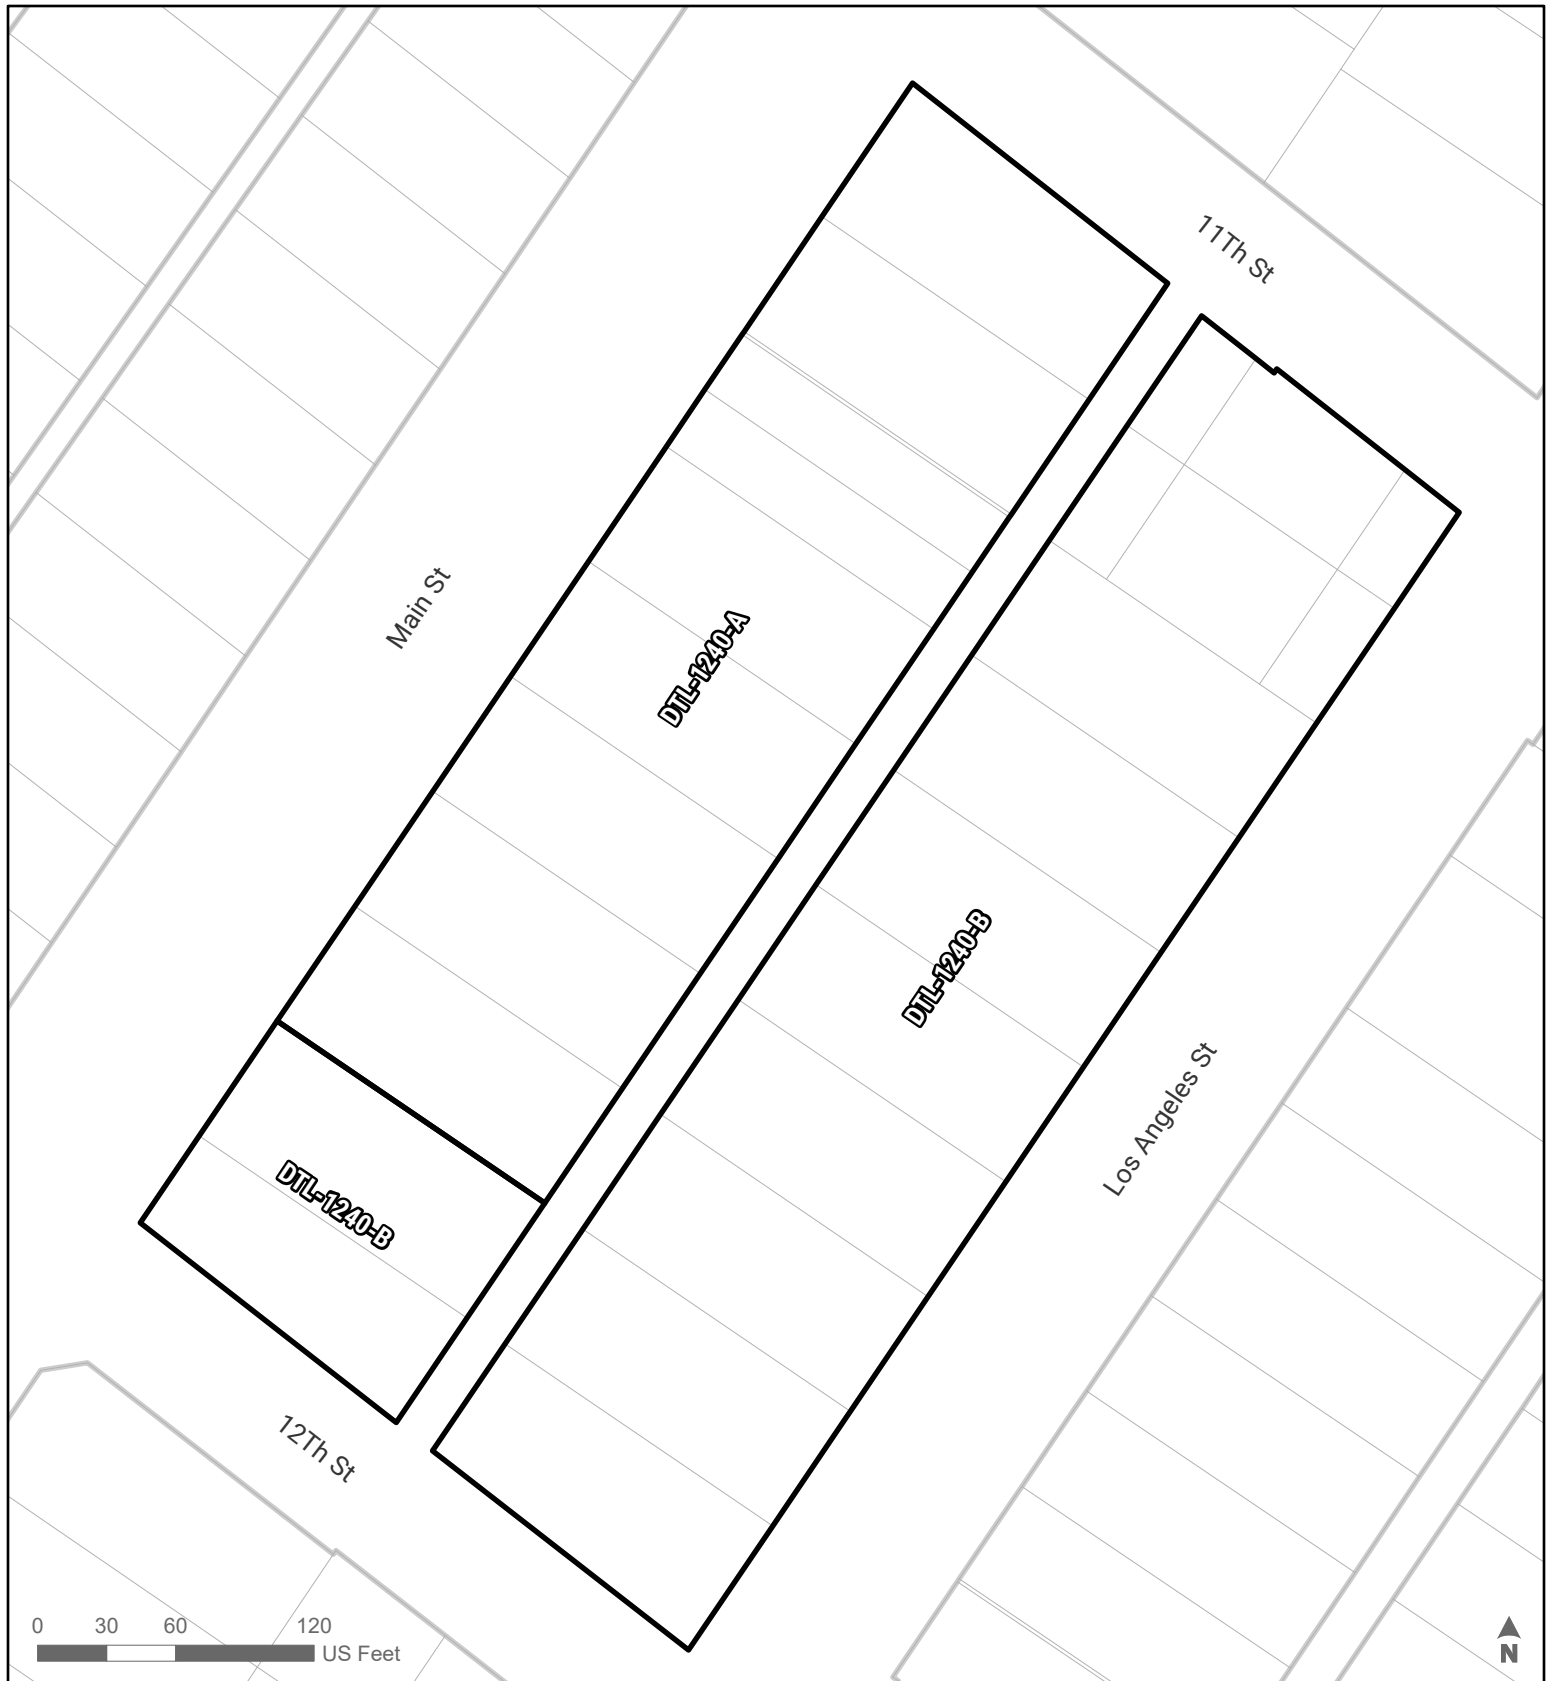 11Th St
Main St
DTL-1240-A
DTL-1240-B
Los Angeles St
DTL-1240-B
12Th St
0 30 60 120
US Feet
N